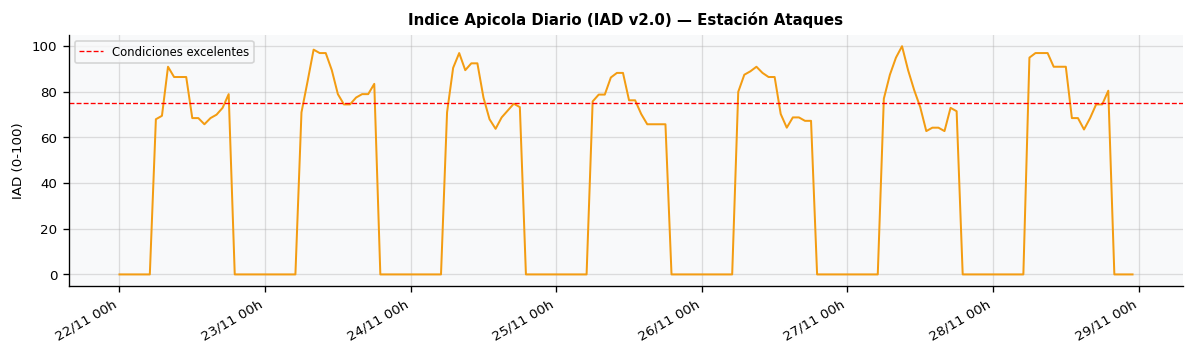 Indice Apicola Diario (IAD v2.0) — Estación Ataques
Condiciones excelentes
IAD (0-100)
100
80
60
40
20
0
22/11 00h
23/11 00h
24/11 00h
25/11 00h
26/11 00h
27/11 00h
28/11 00h
29/11 00h